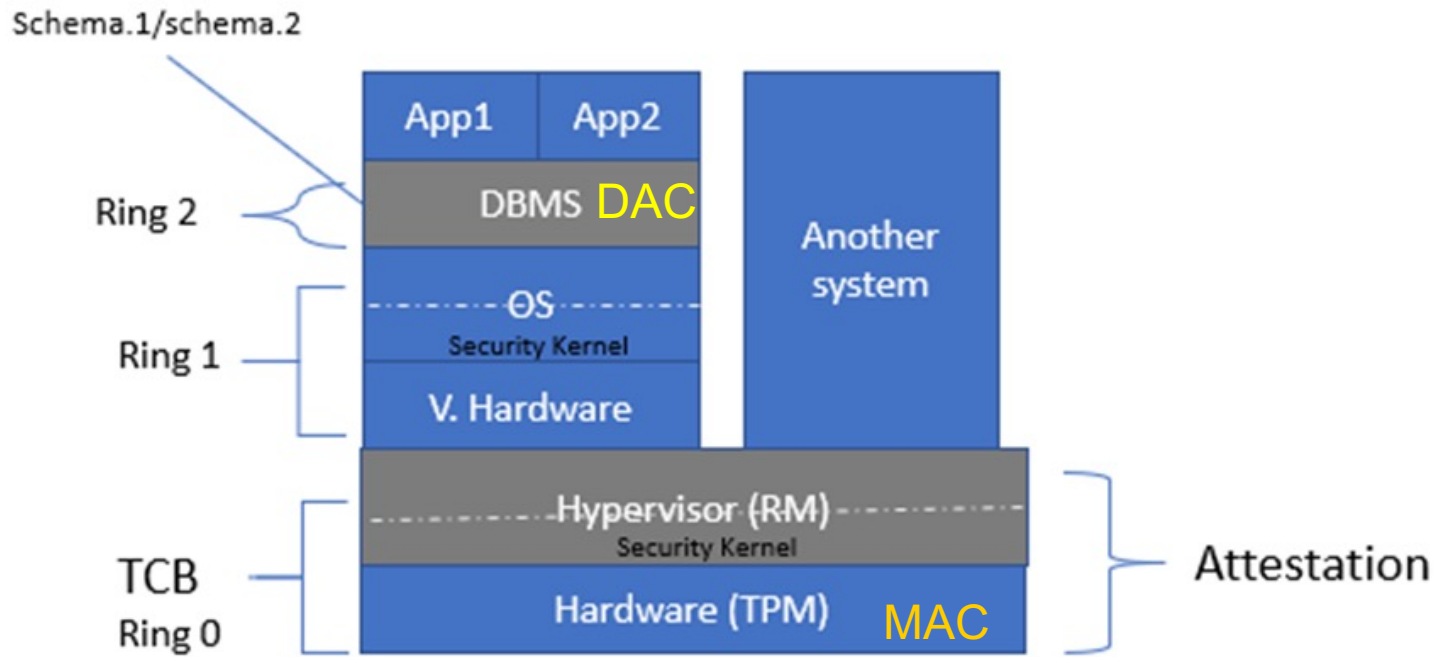 Schema.1/schema.2
App1
App2
Ring 2
DBMS DAC
Another
system
OS
Security Kernel
Ring 1
V. Hardware
Hypervisor (RM)
Security Kernel
TCB
Ring 0
Hardware (TPM)
MAC
Attestation